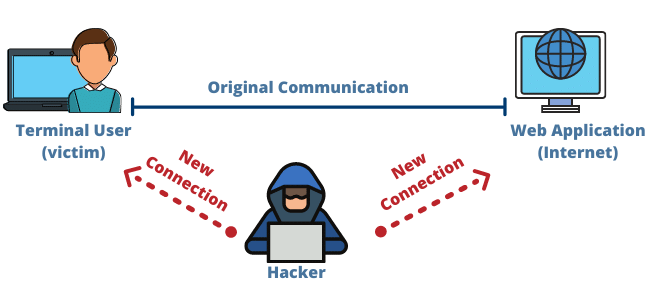 Original Communication
Terminal User
(victim)
Web Application
(Internet)
New
Connection
New
Connection
Hacker